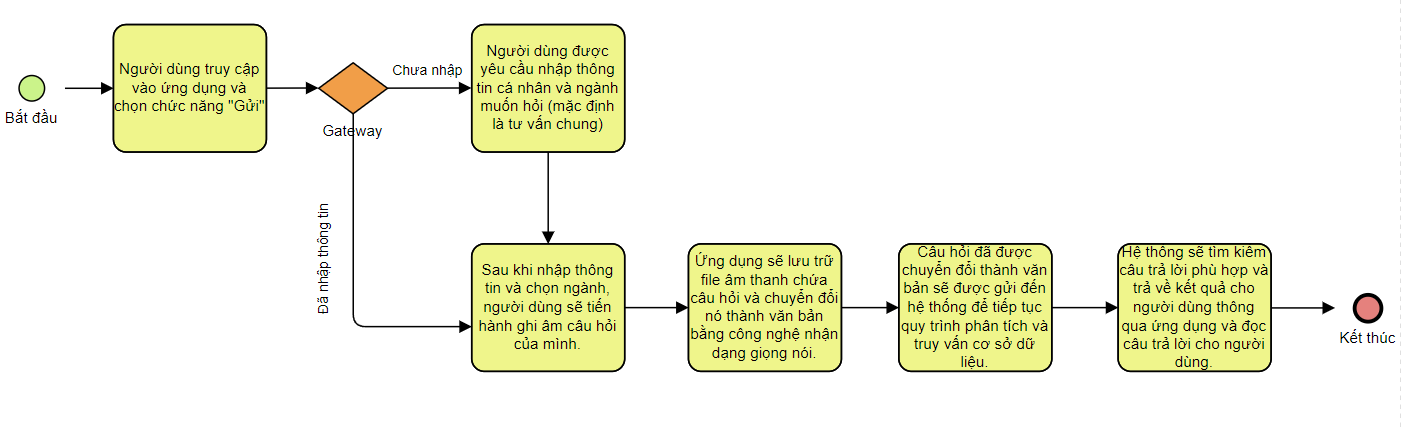 Bắt đầu
Người dùng truy cập
vào ứng dụng và
chọn chức năng "Gửi"
Gateway
Chưa nhập
Người dùng được
yêu cầu nhập thông
tin cá nhân và ngành
muốn hỏi (mặc định
là tư vấn chung)
Đã nhập thông tin
Sau khi nhập thông
tin và chọn ngành,
người dùng sẽ tiến
hành ghi âm câu hỏi
của mình.
Ứng dụng sẽ lưu trữ
file âm thanh chứa
câu hỏi và chuyển đổi
nó thành văn bản
bằng công nghệ nhận
dạng giọng nói.
Câu hỏi đã được
chuyển đổi thành văn
bản sẽ được gửi đến
hệ thống để tiếp tục
quy trình phân tích và
truy vấn cơ sở dữ
liệu.
Hệ thông sẽ tìm kiếm
câu trả lời phù hợp và
trả về kết quả cho
người dùng thông
qua ứng dụng và đọc
câu trả lời cho người
dùng.
Kết thúc